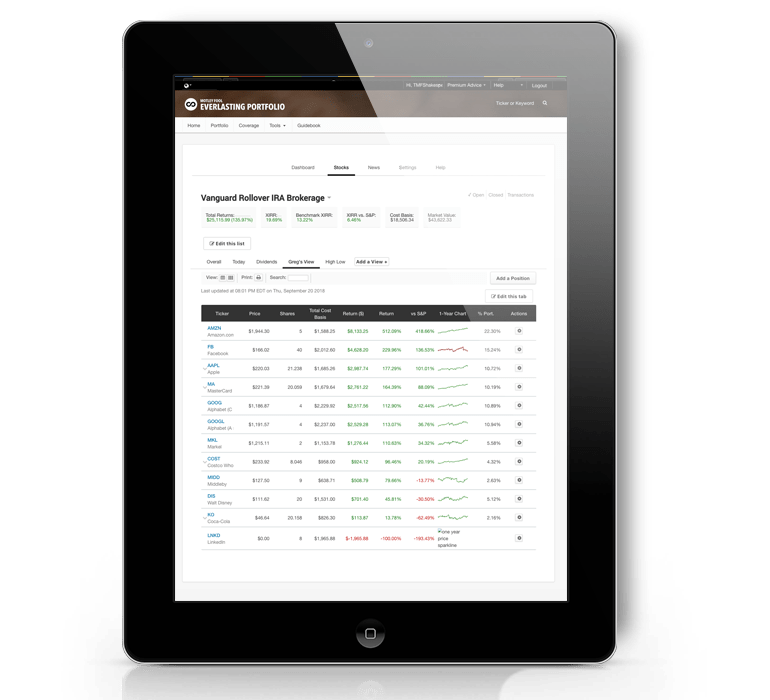 Hi, TMFShakespe Premium Advice Help Logout
MOTLEY FOOL
EVERLASTING PORTFOLIO
Ticker or Keyword
Home Portfolio Coverage Tools Guidebook
Dashboard Stocks News Settings Help
Vanguard Rollover IRA Brokerage
Open Closed Transactions
Total Returns: XIRR: Benchmark XIRR: XIRR vs. S&P: Cost Basis: Market Value:
19.68% 13.22% 6.46% $18,506.34 $43,622.33
Edit this list
Overall Today Dividends Greg's View High Low Add a View +
View: Print: Search: Add a Position
Last updated at 08:01 PM EDT on Thu, September 20 2018
Edit this tab
Ticker Price Shares Total Cost Basis Return ($) Return vs S&P 1-Year Chart % Port. Actions
AMZN $1,944.30 5 $1,588.25 $8,133.25 512.09% 418.66% 22.30%
Amazon.com
FB $166.02 40 $2,012.60 $4,628.20 229.96% 136.53% 15.24%
Facebook
AAPL $220.03 21.238 $1,685.26 $2,987.74 177.29% 101.01% 10.72%
Apple
MA $221.39 20.059 $1,679.64 $2,761.22 164.39% 88.09% 10.19%
MasterCard
GOOG $1,186.87 4 $2,229.92 $2,517.56 112.90% 42.44% 10.89%
Alphabet (C
GOOGL $1,191.57 4 $2,237.00 $2,529.28 113.07% 36.76% 10.94%
Alphabet (A
MKL $1,215.11 2 $1,153.78 $1,276.44 110.63% 34.32% 5.58%
Markel
COST $233.92 8.046 $958.00 $924.12 96.46% 20.19% 4.32%
Costco Who
MIDD $127.50 9 $638.71 $508.79 79.66% -13.77% 2.63%
Middleby
DIS $111.62 20 $1,531.00 $701.40 45.81% -30.50% 5.12%
Walt Disney
KO $46.64 20.158 $826.30 $113.87 13.78% -62.49% 2.16%
Coca-Cola
LNKD $0.00 8 $1,865.88 $-1,865.88 -100.00% -193.43% one year
LinkedIn price
sparkline